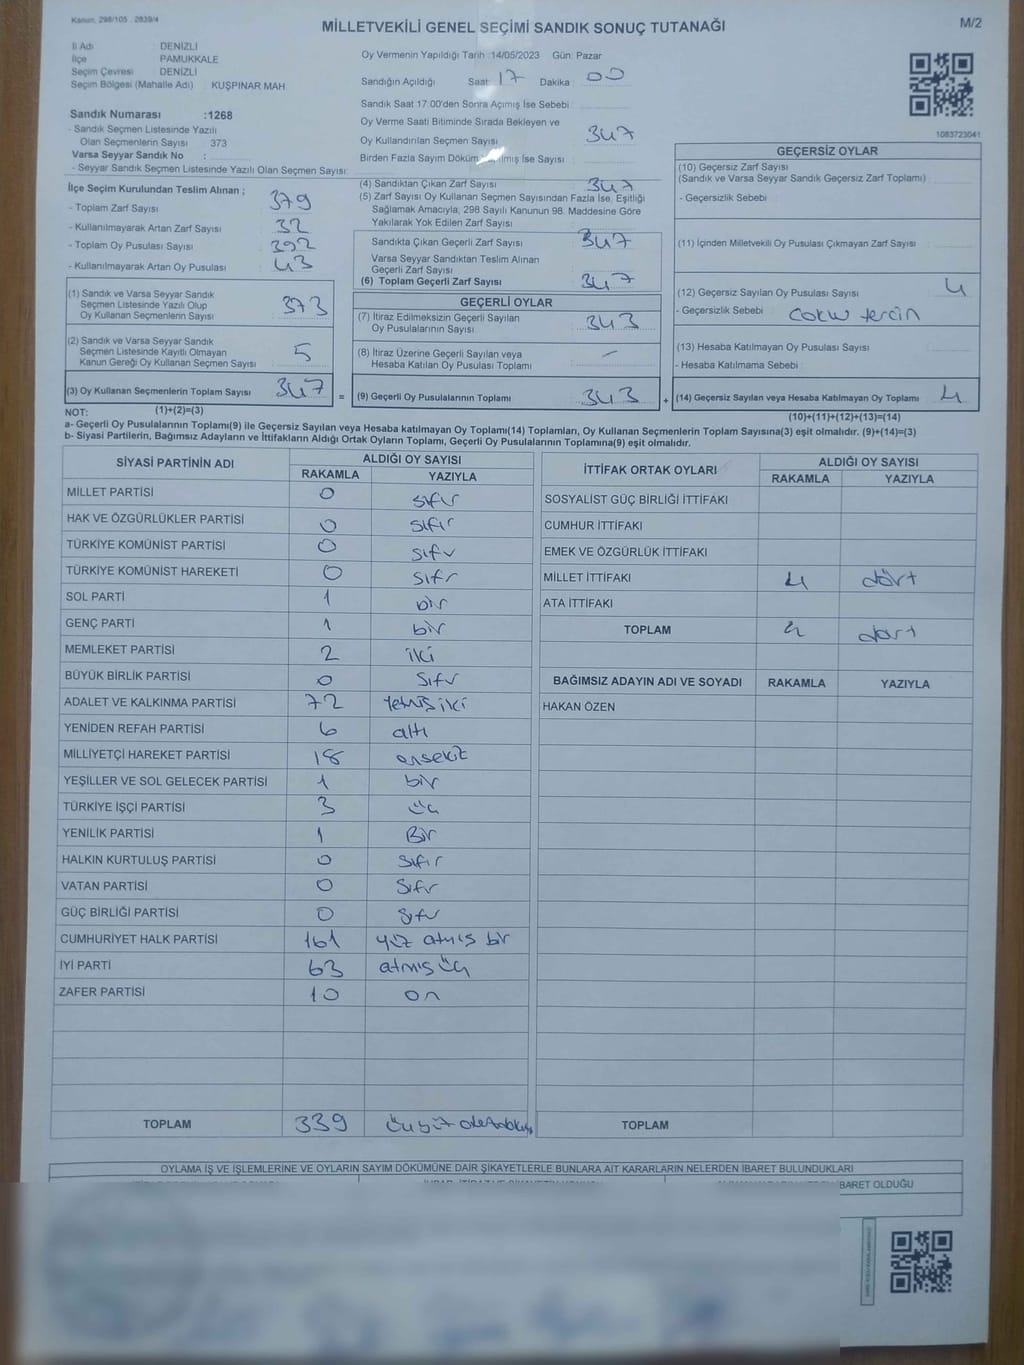 Kanun, 298/105 . 2839/4
MİLLETVEKİLİ GENEL SEÇİMİ SANDIK SONUÇ TUTANAĞI
M/2
İl Adı DENİZLİ
İlçe PAMUKKALE
Seçim Çevresi DENİZLİ
Seçim Bölgesi (Mahalle Adı) KUŞPINAR MAH
Sandık Numarası :1268
- Sandık Seçmen Listesinde Yazılı
Olan Seçmenlerin Sayısı 373
Varsa Seyyar Sandık No :
- Seyyar Sandık Seçmen Listesinde Yazılı Olan Seçmen Sayısı:
Oy Vermenin Yapıldığı Tarih :14/05/2023 Gün: Pazar
Sandığın Açıldığı Saat 17 Dakika 00
Sandık Saat 17:00'den Sonra Açımış İse Sebebi
Oy Verme Saati Bitiminde Sırada Bekleyen ve
Oy Kullandırılan Seçmen Sayısı 347
Birden Fazla Sayım Döküm İse Sayısı
1083723041
İlçe Seçim Kurulundan Teslim Alınan ;
- Toplam Zarf Sayısı 379
- Kullanılmayarak Artan Zarf Sayısı 32
- Toplam Oy Pusulası Sayısı 392
- Kullanılmayarak Artan Oy Pusulası 43
(1) Sandık ve Varsa Seyyar Sandık
Seçmen Listesinde Yazılı Olup
Oy Kullanan Seçmenlerin Sayısı 373
(2) Sandık ve Varsa Seyyar Sandık
Seçmen Listesinde Kayıtlı Olmayan
Kanun Gereği Oy Kullanan Seçmen Sayısı 5
(3) Oy Kullanan Seçmenlerin Toplam Sayısı 347
(4) Sandıktan Çıkan Zarf Sayısı 347
(5) Zarf Sayısı Oy Kullanan Seçmen Sayısından Fazla İse, Eşitliği
Sağlamak Amacıyla; 298 Sayılı Kanunun 98. Maddesine Göre
Yakılarak Yok Edilen Zarf Sayısı
Sandıkta Çıkan Geçerli Zarf Sayısı 347
Varsa Seyyar Sandıktan Teslim Alınan
Geçerli Zarf Sayısı
(6) Toplam Geçerli Zarf Sayısı 347
GEÇERLİ OYLAR
(7) İtiraz Edilmeksizin Geçerli Sayılan
Oy Pusulalarının Sayısı 343
(8) İtiraz Üzerine Geçerli Sayılan veya
Hesaba Katılan Oy Pusulası Toplamı —
= (9) Geçerli Oy Pusulalarının Toplamı 343
GEÇERSİZ OYLAR
(10) Geçersiz Zarf Sayısı
(Sandık ve Varsa Seyyar Sandık Geçersiz Zarf Toplamı)
- Geçersizlik Sebebi
(11) İçinden Milletvekili Oy Pusulası Çıkmayan Zarf Sayısı
(12) Geçersiz Sayılan Oy Pusulası Sayısı 4
- Geçersizlik Sebebi tercin
(13) Hesaba Katılmayan Oy Pusulası Sayısı
- Hesaba Katılmama Sebebi
+ (14) Geçersiz Sayılan veya Hesaba Katılmayan Oy Toplamı 4
NOT: (1)+(2)=(3)
(10)+(11)+(12)+(13)=(14)
a- Geçerli Oy Pusulalarının Toplamı(9) ile Geçersiz Sayılan veya Hesaba katılmayan Oy Toplamı(14) Toplamları, Oy Kullanan Seçmenlerin Toplam Sayısına(3) eşit olmalıdır. (9)+(14)=(3)
b- Siyasi Partilerin, Bağımsız Adayların ve İttifakların Aldığı Ortak Oyların Toplamı, Geçerli Oy Pusulalarının Toplamına(9) eşit olmalıdır.
SİYASİ PARTİNİN ADI ALDIĞI OY SAYISI
RAKAMLA YAZIYLA
MİLLET PARTİSİ 0 sıfır
HAK VE ÖZGÜRLÜKLER PARTİSİ 0 sıfır
TÜRKİYE KOMÜNİST PARTİSİ 0 sıfır
TÜRKİYE KOMÜNİST HAREKETİ 0 sıfır
SOL PARTİ 1 bir
GENÇ PARTİ 1 bir
MEMLEKET PARTİSİ 2 iki
BÜYÜK BİRLİK PARTİSİ 0 sıfır
ADALET VE KALKINMA PARTİSİ 72 yetmiş iki
YENİDEN REFAH PARTİSİ 6 altı
MİLLİYETÇİ HAREKET PARTİSİ 18 onsekiz
YEŞİLLER VE SOL GELECEK PARTİSİ 1 bir
TÜRKİYE İŞÇİ PARTİSİ 3 üç
YENİLİK PARTİSİ 1 Bir
HALKIN KURTULUŞ PARTİSİ 0 sıfır
VATAN PARTİSİ 0 sıfır
GÜÇ BİRLİĞİ PARTİSİ 0 sıfır
CUMHURİYET HALK PARTİSİ 161 yüz atmış bir
İYİ PARTİ 63 atmış üç
ZAFER PARTİSİ 10 on
TOPLAM 339
İTTİFAK ORTAK OYLARI ALDIĞI OY SAYISI
RAKAMLA YAZIYLA
SOSYALİST GÜÇ BİRLİĞİ İTTİFAKI
CUMHUR İTTİFAKI
EMEK VE ÖZGÜRLÜK İTTİFAKI
MİLLET İTTİFAKI 4 dört
ATA İTTİFAKI
TOPLAM 4 dört
BAĞIMSIZ ADAYIN ADI VE SOYADI RAKAMLA YAZIYLA
HAKAN ÖZEN
TOPLAM
OYLAMA İŞ VE İŞLEMLERİNE VE OYLARIN SAYIM DÖKÜMÜNE DAİR ŞİKAYETLERLE BUNLARA AİT KARARLARIN NELERDEN İBARET BULUNDUKLARI
İBARET OLDUĞU